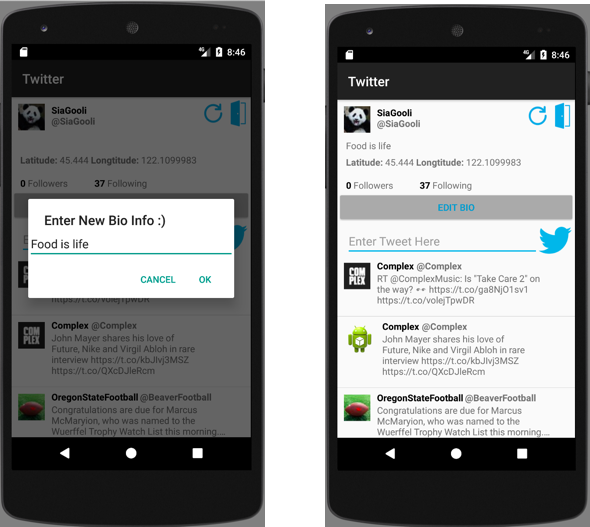 4G 8:46
Twitter
SiaGooli
@SiaGooli
Latitude: 45.444 Longtitude: 122.1099983
0 Followers 37 Following
Enter New Bio Info :)
Food is life
CANCEL OK
COMPLEX
https://t.co/volejTpwDR
COMPLEX
Complex @Complex
John Mayer shares his love of
Future, Nike and Virgil Abloh in rare
interview https://t.co/kbJlvj3MSZ
https://t.co/QXcDJleRcm
OregonStateFootball @BeaverFootball
Congratulations are due for Marcus
McMaryion, who was named to the
Wuerffel Trophy Watch List this morning....
4G 8:46
Twitter
SiaGooli
@SiaGooli
Food is life
Latitude: 45.444 Longtitude: 122.1099983
0 Followers 37 Following
EDIT BIO
Enter Tweet Here
COMPLEX
Complex @Complex
RT @ComplexMusic: Is "Take Care 2" on
the way? 👀 https://t.co/ga8NjO1sv1
https://t.co/volejTpwDR
Complex @Complex
John Mayer shares his love of
Future, Nike and Virgil Abloh in rare
interview https://t.co/kbJlvj3MSZ
https://t.co/QXcDJleRcm
OregonStateFootball @BeaverFootball
Congratulations are due for Marcus
McMaryion, who was named to the
Wuerffel Trophy Watch List this morning....